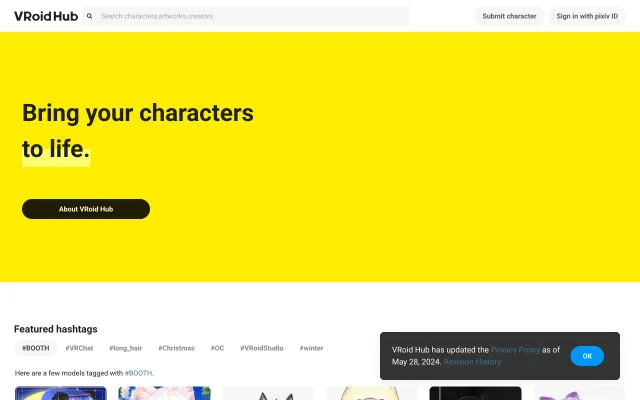 VRoid Hub
Search characters,artworks,creators
Submit character
Sign in with pixiv ID
Bring your characters
to life.
About VRoid Hub
Featured hashtags
#BOOTH #VRChat #long_hair #Christmas #OC #VRoidStudio #winter
Here are a few models tagged with #BOOTH.
VRoid Hub has updated the Privacy Policy as of
May 28, 2024. Revision History
OK